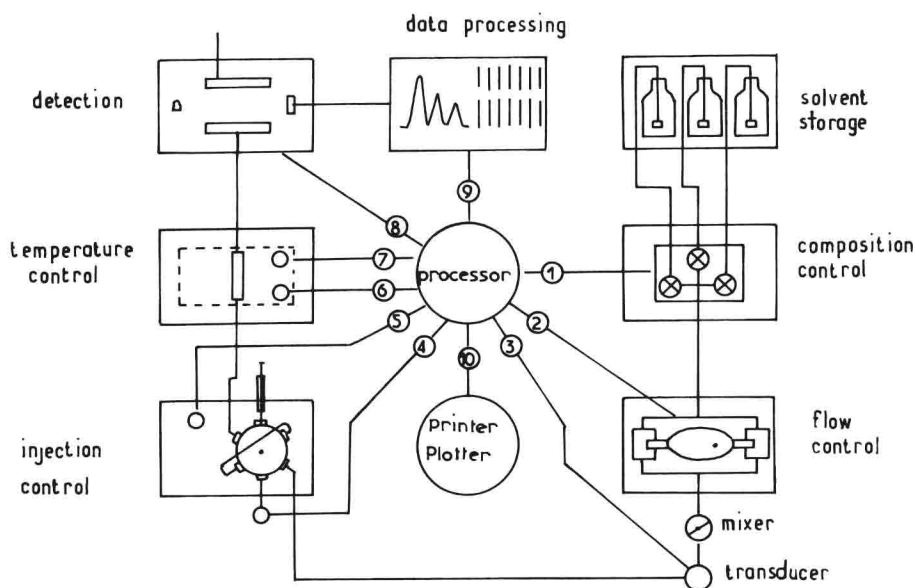 data processing
detection
solvent
storage
9
8
temperature
control
7
processor
1
composition
control
6
5
2
4
10
3
injection
control
Printer
Plotter
flow
control
mixer
transducer